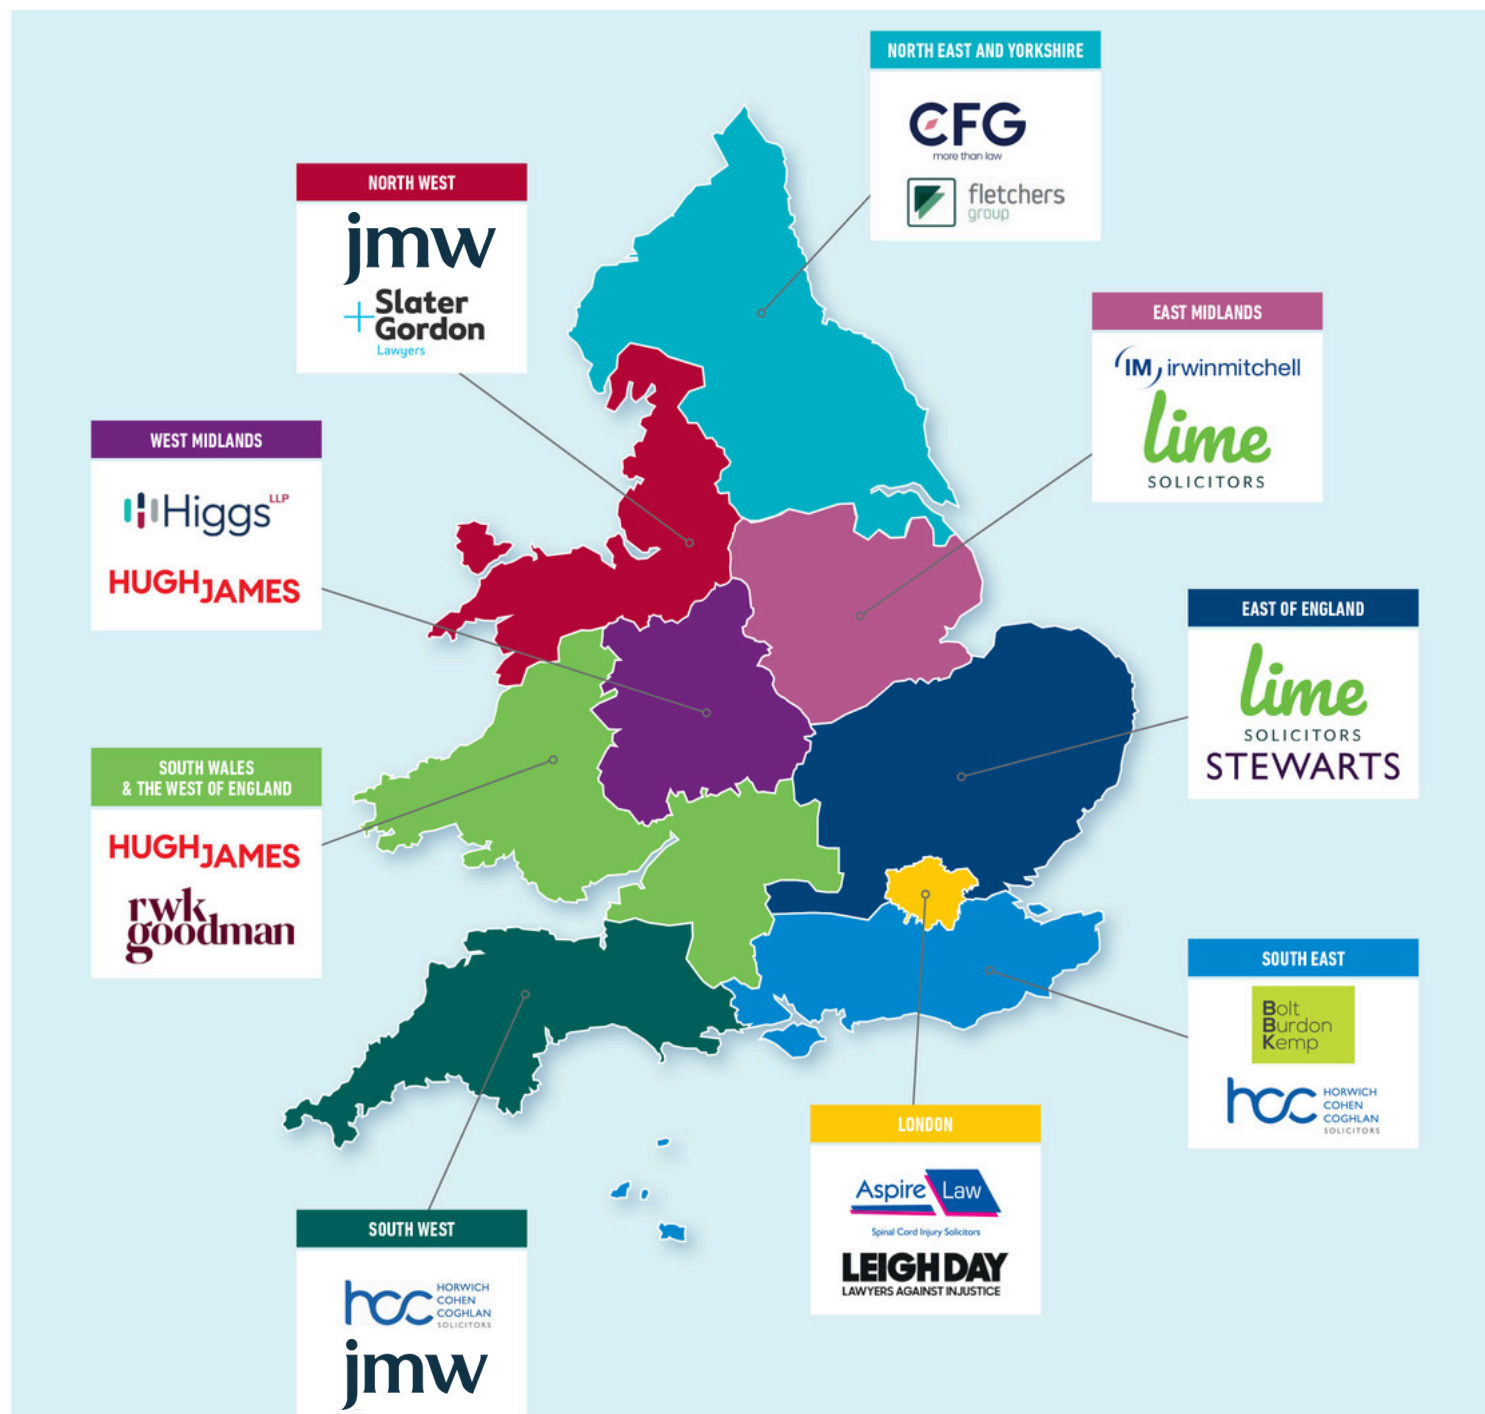 NORTH EAST AND YORKSHIRE
CFG
more than law
fletchers
group
NORTH WEST
jmw
Slater
Gordon
Lawyers
EAST MIDLANDS
IM irwinmitchell
lime
SOLICITORS
WEST MIDLANDS
Higgs LLP
HUGH JAMES
EAST OF ENGLAND
lime
SOLICITORS
STEWARTS
SOUTH WALES
& THE WEST OF ENGLAND
HUGH JAMES
rwk
goodman
SOUTH EAST
Bolt
Burdon
Kemp
hcc HORWICH
COHEN
COGHLAN
SOLICITORS
LONDON
Aspire Law
Spinal Cord Injury Solicitors
LEIGH DAY
LAWYERS AGAINST INJUSTICE
SOUTH WEST
hcc HORWICH
COHEN
COGHLAN
SOLICITORS
jmw